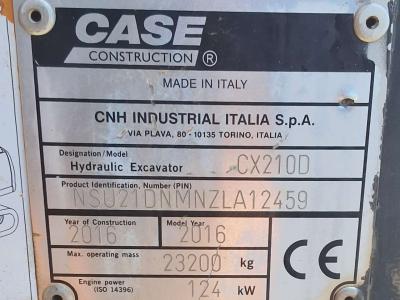 CASE
CONSTRUCTION ®
MADE IN ITALY
CNH INDUSTRIAL ITALIA S.p.A.
VIA PLAVA, 80 - 10135 TORINO, ITALIA
Designation/Model
Hydraulic Excavator CX210D
Product Identification, Number (PIN)
NSU21DNMNZLA12459
Year of Construction Model Year
2016 2016
Max. operating mass 23200 kg
CE
Engine power
(ISO 14396) 124 kW